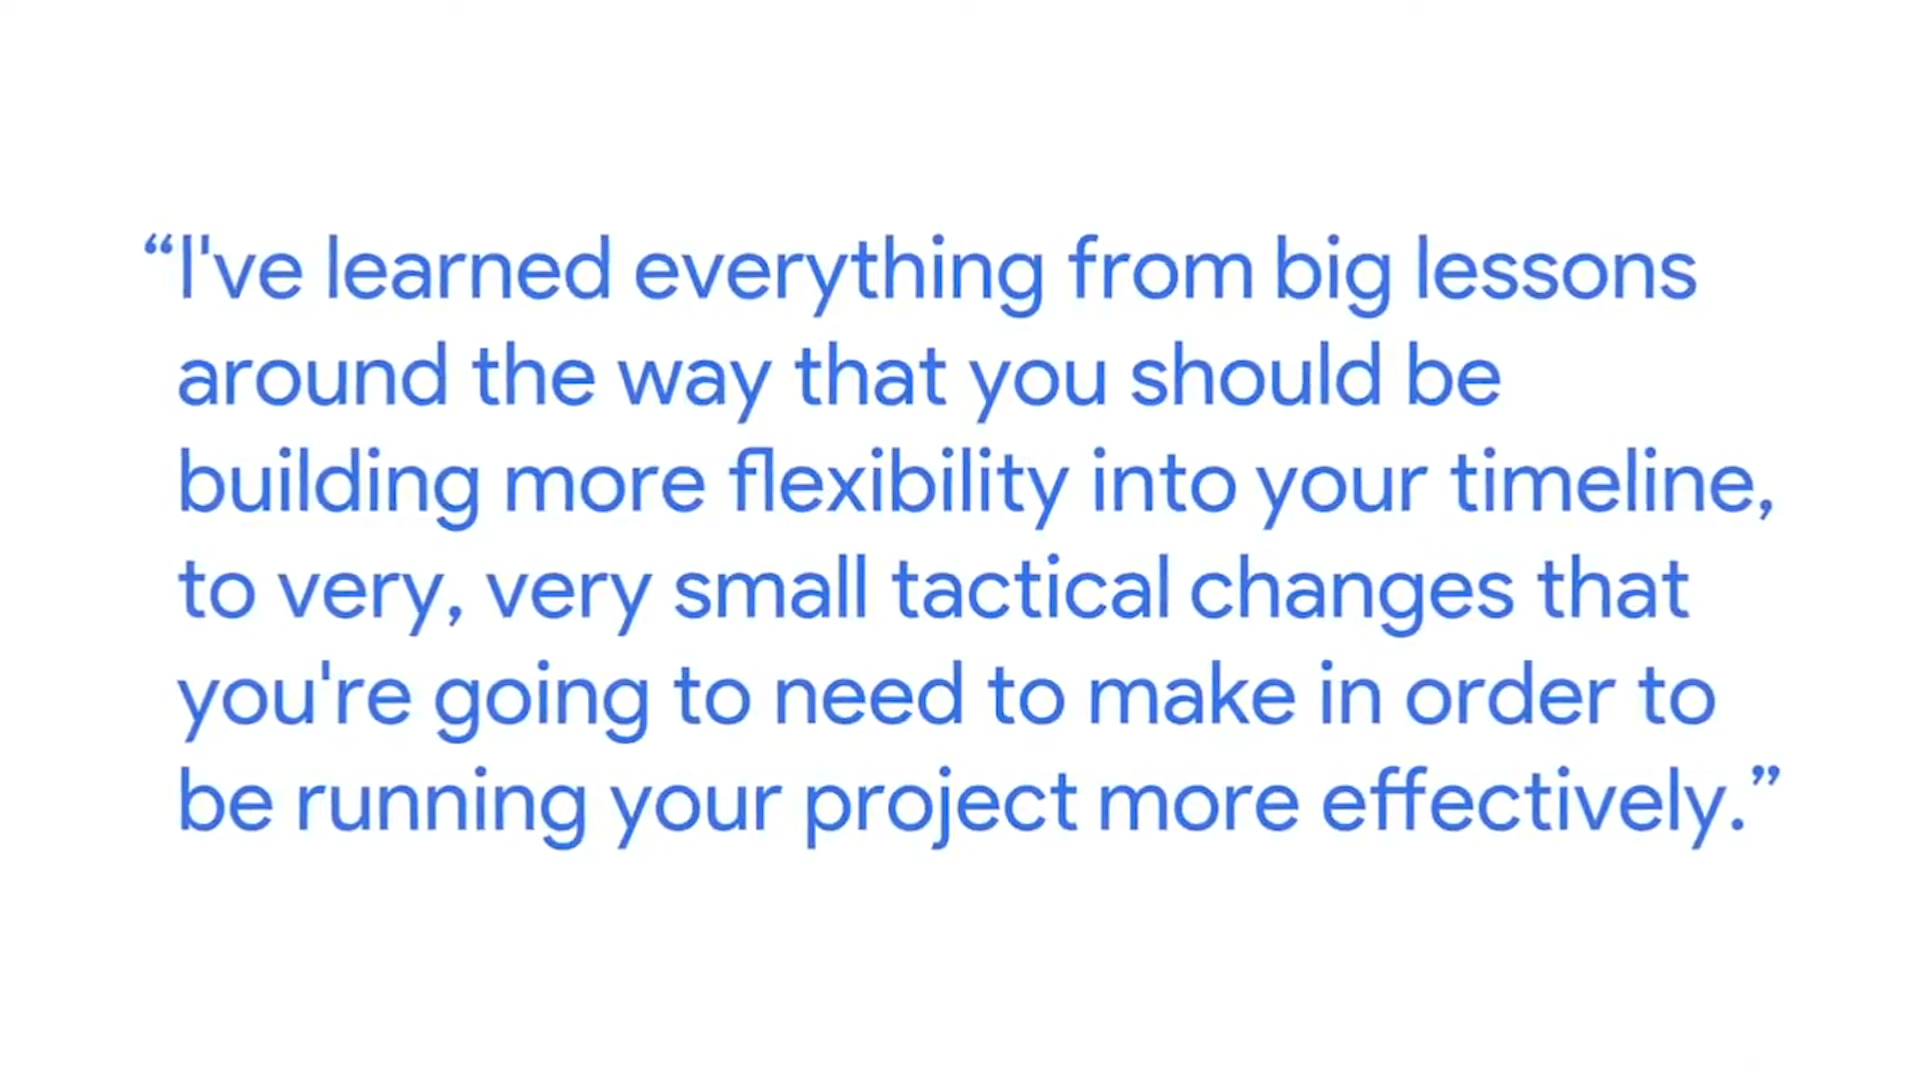 “I've learned everything from big lessons
around the way that you should be
building more flexibility into your timeline,
to very, very small tactical changes that
you're going to need to make in order to
be running your project more effectively.”